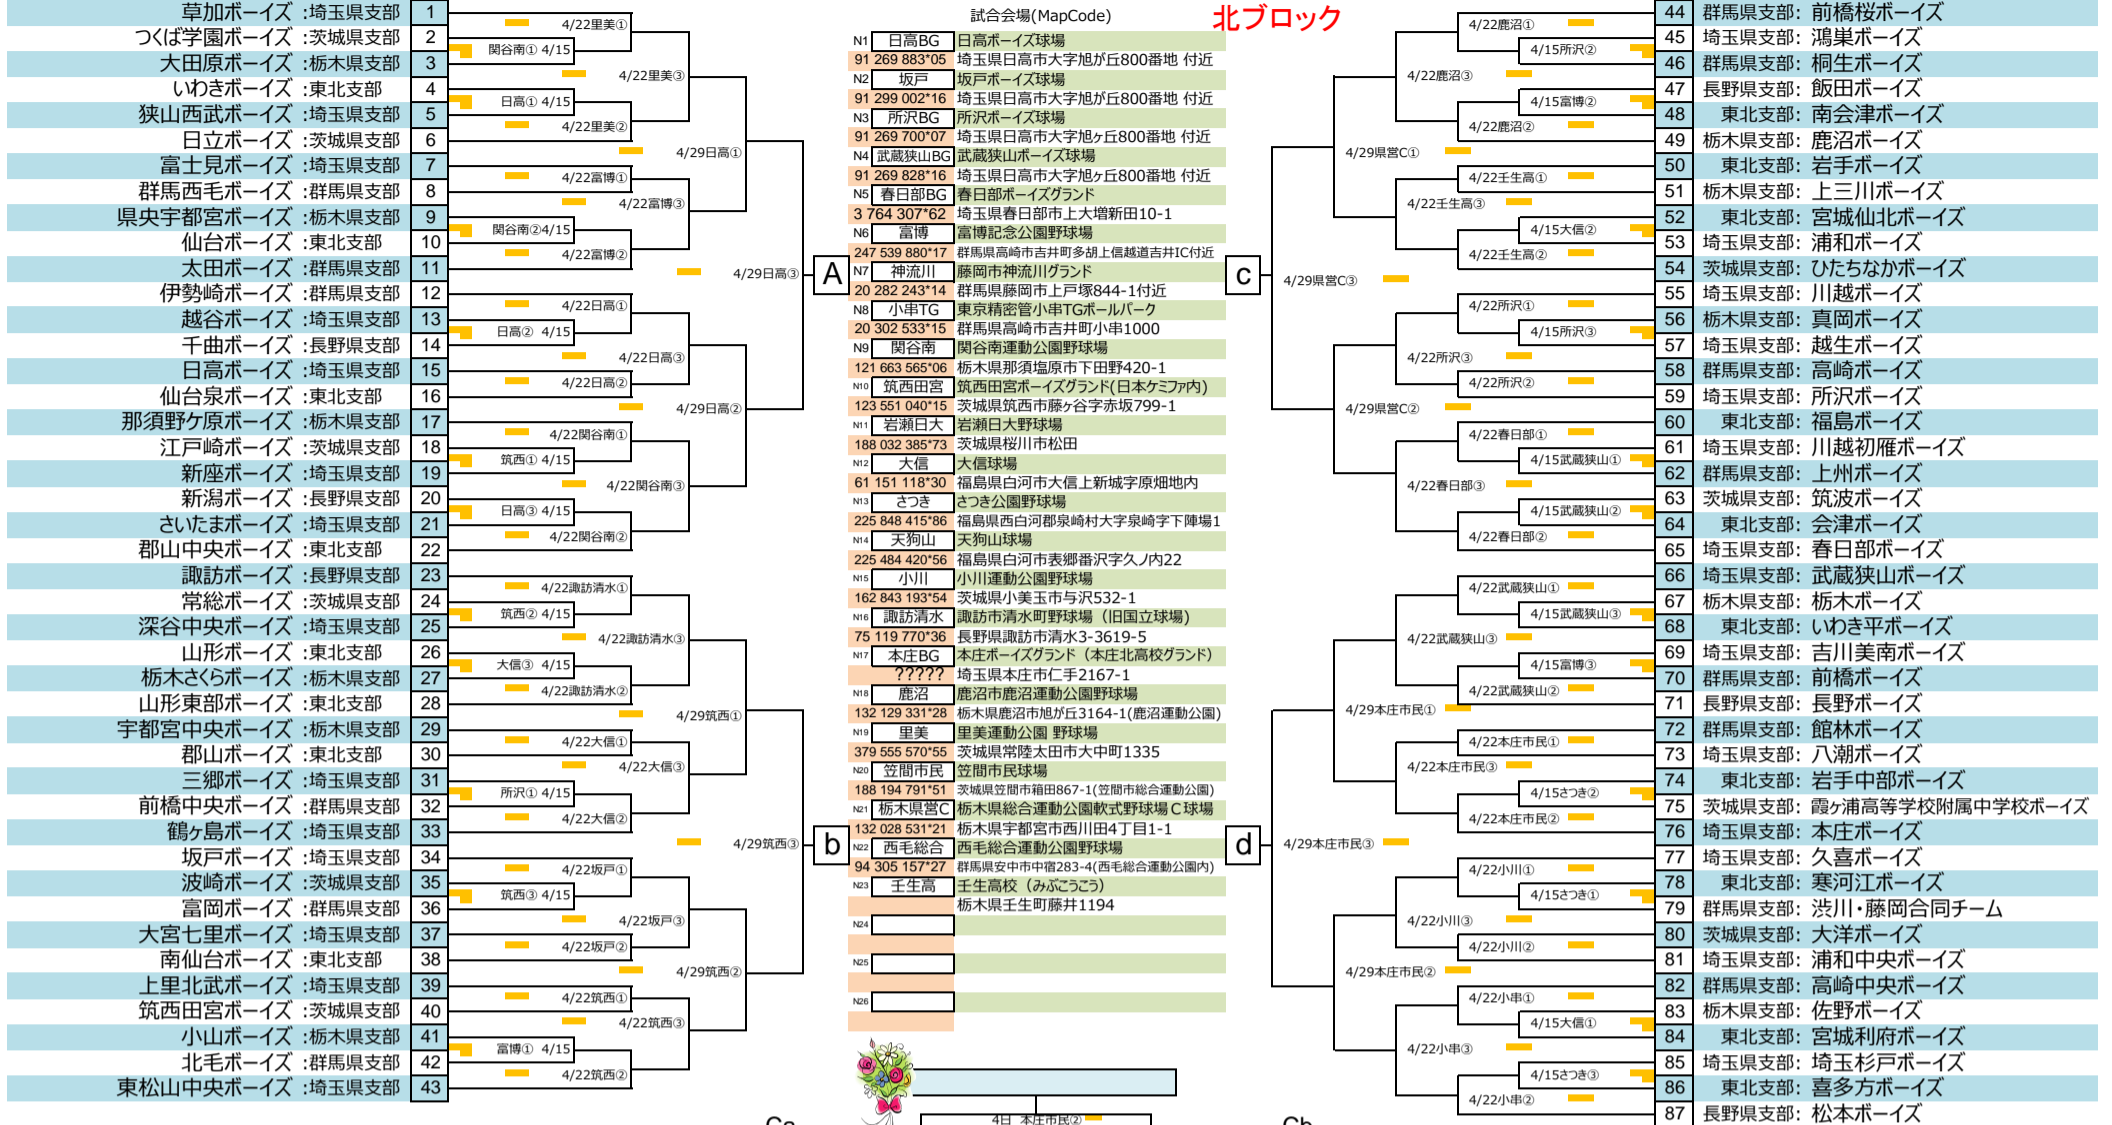 北ブロック
草加ボーイズ :埼玉県支部 1
つくば学園ボーイズ :茨城県支部 2
大田原ボーイズ :栃木県支部 3
いわきボーイズ :東北支部 4
狭山西武ボーイズ :埼玉県支部 5
日立ボーイズ :茨城県支部 6
富士見ボーイズ :埼玉県支部 7
群馬西毛ボーイズ :群馬県支部 8
県央宇都宮ボーイズ :栃木県支部 9
仙台ボーイズ :東北支部 10
太田ボーイズ :群馬県支部 11
伊勢崎ボーイズ :群馬県支部 12
越谷ボーイズ :埼玉県支部 13
千曲ボーイズ :長野県支部 14
日高ボーイズ :埼玉県支部 15
仙台泉ボーイズ :東北支部 16
那須野ケ原ボーイズ :栃木県支部 17
江戸崎ボーイズ :茨城県支部 18
新座ボーイズ :埼玉県支部 19
新潟ボーイズ :長野県支部 20
さいたまボーイズ :埼玉県支部 21
郡山中央ボーイズ :東北支部 22
諏訪ボーイズ :長野県支部 23
常総ボーイズ :茨城県支部 24
深谷中央ボーイズ :埼玉県支部 25
山形ボーイズ :東北支部 26
栃木さくらボーイズ :栃木県支部 27
山形東部ボーイズ :東北支部 28
宇都宮中央ボーイズ :栃木県支部 29
郡山ボーイズ :東北支部 30
三郷ボーイズ :埼玉県支部 31
前橋中央ボーイズ :群馬県支部 32
鶴ヶ島ボーイズ :埼玉県支部 33
坂戸ボーイズ :埼玉県支部 34
波崎ボーイズ :茨城県支部 35
富岡ボーイズ :群馬県支部 36
大宮七里ボーイズ :埼玉県支部 37
南仙台ボーイズ :東北支部 38
上里北武ボーイズ :埼玉県支部 39
筑西田宮ボーイズ :茨城県支部 40
小山ボーイズ :栃木県支部 41
北毛ボーイズ :群馬県支部 42
東松山中央ボーイズ :埼玉県支部 43
4/22里美①
関谷南① 4/15
4/22里美③
日高① 4/15
4/22里美②
4/29日高①
4/22富博①
4/22富博③
関谷南②4/15
4/22富博②
4/29日高③
4/22日高①
日高② 4/15
4/22日高③
4/22日高②
4/29日高②
4/22関谷南①
筑西① 4/15
4/22関谷南③
日高③ 4/15
4/22関谷南②
4/22諏訪清水①
筑西② 4/15
4/22諏訪清水③
大信③ 4/15
4/22諏訪清水②
4/29筑西①
4/22大信①
4/22大信③
所沢① 4/15
4/22大信②
4/29筑西③
4/22坂戸①
筑西③ 4/15
4/22坂戸③
4/22坂戸②
4/29筑西②
4/22筑西①
4/22筑西③
富博① 4/15
4/22筑西②
A
b
試合会場(MapCode)
N1 日高BG 日高ボーイズ球場
91 269 883*05 埼玉県日高市大字旭が丘800番地 付近
N2 坂戸 坂戸ボーイズ球場
91 299 002*16 埼玉県日高市大字旭が丘800番地 付近
N3 所沢BG 所沢ボーイズ球場
91 269 700*07 埼玉県日高市大字旭ヶ丘800番地 付近
N4 武蔵狭山BG 武蔵狭山ボーイズ球場
91 269 828*16 埼玉県日高市大字旭ヶ丘800番地 付近
N5 春日部BG 春日部ボーイズグランド
3 764 307*62 埼玉県春日部市上大増新田10-1
N6 富博 富博記念公園野球場
247 539 880*17 群馬県高崎市吉井町多胡上信越道吉井IC付近
N7 神流川 藤岡市神流川グランド
20 282 243*14 群馬県藤岡市上戸塚844-1付近
N8 小串TG 東京精密管小串TGボールパーク
20 302 533*15 群馬県高崎市吉井町小串1000
N9 関谷南 関谷南運動公園野球場
121 663 565*06 栃木県那須塩原市下田野420-1
N10 筑西田宮 筑西田宮ボーイズグランド(日本ケミファ内)
123 551 040*15 茨城県筑西市藤ヶ谷字赤坂799-1
N11 岩瀬日大 岩瀬日大野球場
188 032 385*73 茨城県桜川市松田
N12 大信 大信球場
61 151 118*30 福島県白河市大信上新城字原畑地内
N13 さつき さつき公園野球場
225 848 415*86 福島県西白河郡泉崎村大字泉崎字下陣場1
N14 天狗山 天狗山球場
225 484 420*56 福島県白河市表郷番沢字久ノ内22
N15 小川 小川運動公園野球場
162 843 193*54 茨城県小美玉市与沢532-1
N16 諏訪清水 諏訪市清水町野球場（旧国立球場）
75 119 770*36 長野県諏訪市清水3-3619-5
N17 本庄BG 本庄ボーイズグランド（本庄北高校グランド）
????? 埼玉県本庄市仁手2167-1
N18 鹿沼 鹿沼市鹿沼運動公園野球場
132 129 331*28 栃木県鹿沼市旭が丘3164-1(鹿沼運動公園)
N19 里美 里美運動公園 野球場
379 555 570*55 茨城県常陸太田市大中町1335
N20 笠間市民 笠間市民球場
188 194 791*51 茨城県笠間市箱田867-1(笠間市総合運動公園)
N21 栃木県営C 栃木県総合運動公園軟式野球場Ｃ球場
132 028 531*21 栃木県宇都宮市西川田4丁目1-1
N22 西毛総合 西毛総合運動公園野球場
94 305 157*27 群馬県安中市中宿283-4(西毛総合運動公園内)
N23 壬生高 壬生高校（みぶこうこう）
栃木県壬生町藤井1194
N24
N25
N26
4日 本庄市民②
Ca
Cb
c
d
4/22鹿沼①
4/15所沢②
4/22鹿沼③
4/15富博②
4/22鹿沼②
4/29県営C①
4/22壬生高①
4/22壬生高③
4/15大信②
4/22壬生高②
4/29県営C③
4/22所沢①
4/15所沢③
4/22所沢③
4/22所沢②
4/29県営C②
4/22春日部①
4/15武蔵狭山①
4/22春日部③
4/15武蔵狭山②
4/22春日部②
4/22武蔵狭山①
4/15武蔵狭山③
4/22武蔵狭山③
4/15富博③
4/22武蔵狭山②
4/29本庄市民①
4/22本庄市民①
4/22本庄市民③
4/15さつき②
4/22本庄市民②
4/29本庄市民③
4/22小川①
4/15さつき①
4/22小川③
4/22小川②
4/29本庄市民②
4/22小串①
4/15大信①
4/22小串③
4/15さつき③
4/22小串②
44 群馬県支部: 前橋桜ボーイズ
45 埼玉県支部: 鴻巣ボーイズ
46 群馬県支部: 桐生ボーイズ
47 長野県支部: 飯田ボーイズ
48 東北支部: 南会津ボーイズ
49 栃木県支部: 鹿沼ボーイズ
50 東北支部: 岩手ボーイズ
51 栃木県支部: 上三川ボーイズ
52 東北支部: 宮城仙北ボーイズ
53 埼玉県支部: 浦和ボーイズ
54 茨城県支部: ひたちなかボーイズ
55 埼玉県支部: 川越ボーイズ
56 栃木県支部: 真岡ボーイズ
57 埼玉県支部: 越生ボーイズ
58 群馬県支部: 高崎ボーイズ
59 埼玉県支部: 所沢ボーイズ
60 東北支部: 福島ボーイズ
61 埼玉県支部: 川越初雁ボーイズ
62 群馬県支部: 上州ボーイズ
63 茨城県支部: 筑波ボーイズ
64 東北支部: 会津ボーイズ
65 埼玉県支部: 春日部ボーイズ
66 埼玉県支部: 武蔵狭山ボーイズ
67 栃木県支部: 栃木ボーイズ
68 東北支部: いわき平ボーイズ
69 埼玉県支部: 吉川美南ボーイズ
70 群馬県支部: 前橋ボーイズ
71 長野県支部: 長野ボーイズ
72 群馬県支部: 館林ボーイズ
73 埼玉県支部: 八潮ボーイズ
74 東北支部: 岩手中部ボーイズ
75 茨城県支部: 霞ヶ浦高等学校附属中学校ボーイズ
76 埼玉県支部: 本庄ボーイズ
77 埼玉県支部: 久喜ボーイズ
78 東北支部: 寒河江ボーイズ
79 群馬県支部: 渋川・藤岡合同チーム
80 茨城県支部: 大洋ボーイズ
81 埼玉県支部: 浦和中央ボーイズ
82 群馬県支部: 高崎中央ボーイズ
83 栃木県支部: 佐野ボーイズ
84 東北支部: 宮城利府ボーイズ
85 埼玉県支部: 埼玉杉戸ボーイズ
86 東北支部: 喜多方ボーイズ
87 長野県支部: 松本ボーイズ